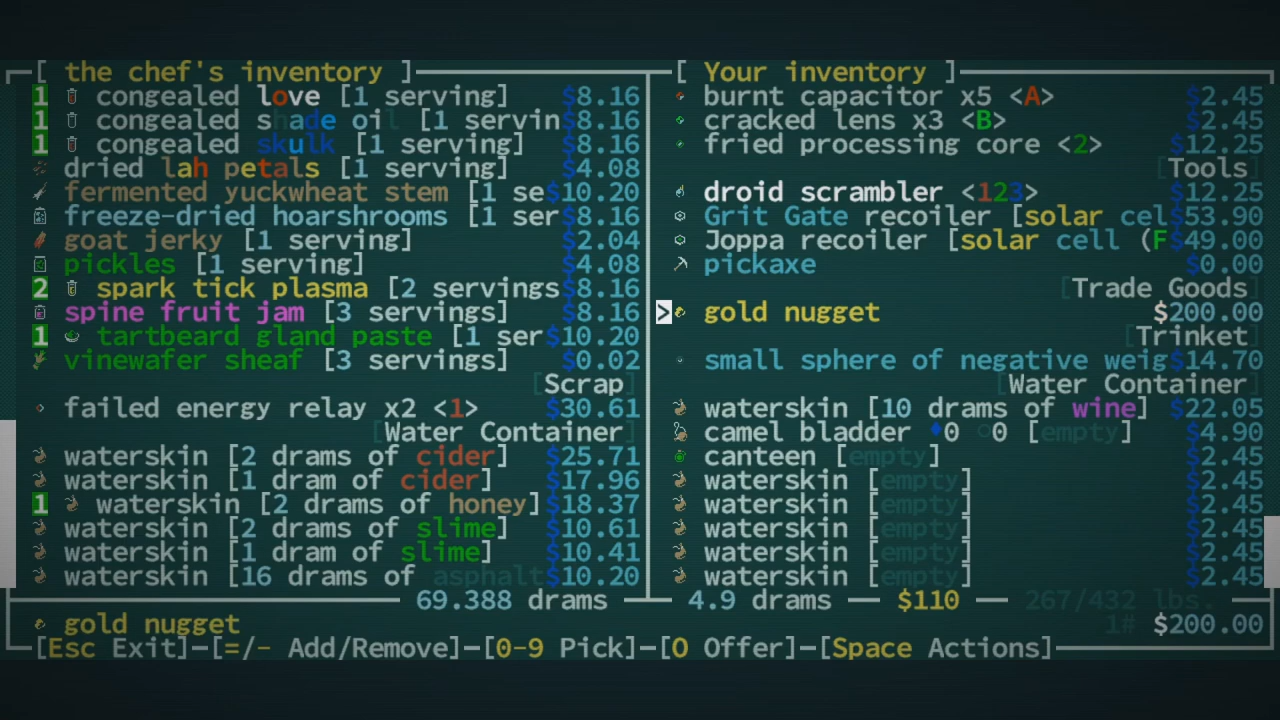 [ the chef's inventory ]
1 congealed love [1 serving] $8.16
1 congealed shade oil [1 servin$8.16
1 congealed skulk [1 serving] $8.16
dried lah petals [1 serving] $4.08
fermented yuckwheat stem [1 se$10.20
freeze-dried hoarshrooms [1 ser$8.16
goat jerky [1 serving] $2.04
pickles [1 serving] $4.08
2 spark tick plasma [2 servings$8.16
spine fruit jam [3 servings] $8.16
1 tartbeard gland paste [1 ser$10.20
vinewafer sheaf [3 servings] $0.02
[Scrap]
failed energy relay x2 <1> $30.61
[Water Container]
waterskin [2 drams of cider] $25.71
waterskin [1 dram of cider] $17.96
1 waterskin [2 drams of honey] $18.37
waterskin [2 drams of slime] $10.61
waterskin [1 dram of slime] $10.41
waterskin [16 drams of asphalt$10.20
69.388 drams
[ Your inventory ]
burnt capacitor x5 <A> $2.45
cracked lens x3 <B> $2.45
fried processing core <2> $12.25
[Tools]
droid scrambler <123> $12.25
Grit Gate recoiler [solar cel$53.90
Joppa recoiler [solar cell (F$49.00
pickaxe $0.00
[Trade Goods]
> gold nugget $200.00
[Trinket]
small sphere of negative weig$14.70
[Water Container]
waterskin [10 drams of wine] $22.05
camel bladder ♦0 ○0 [empty] $4.90
canteen [empty] $2.45
waterskin [empty] $2.45
waterskin [empty] $2.45
waterskin [empty] $2.45
waterskin [empty] $2.45
waterskin [empty] $2.45
4.9 drams — $110 — 267/432 lbs.
gold nugget 1# $200.00
[Esc Exit]-[=/- Add/Remove]-[0-9 Pick]-[O Offer]-[Space Actions]